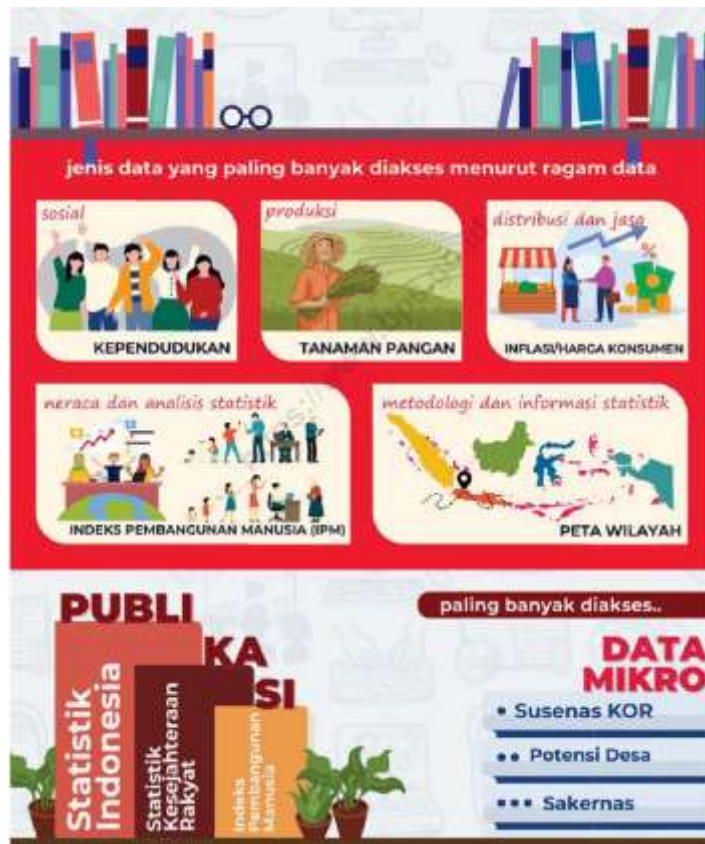 jenis data yang paling banyak diakses menurut ragam data
sosial
KEPENDUDUKAN
produksi
TANAMAN PANGAN
distribusi dan jasa
INFLASI/HARGA KONSUMEN
neraca dan analisis statistik
INDEKS PEMBANGUNAN MANUSIA (IPM)
metodologi dan informasi statistik
PETA WILAYAH
PUBLI
KA
SI
Statistik
Indonesia
Statistik
Kesejahteraan
Rakyat
Indeks
Pembangunan
Manusia
paling banyak diakses..
DATA
MIKRO
• Susenas KOR
•• Potensi Desa
••• Sakernas